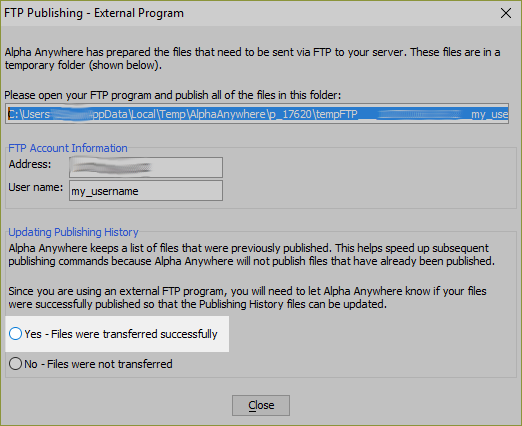 FTP Publishing - External Program
Alpha Anywhere has prepared the files that need to be sent via FTP to your server. These files are in a
temporary folder (shown below).
Please open your FTP program and publish all of the files in this folder:
C:\Users ppData\Local\Temp\AlphaAnywhere\p_17620\tempFTP__ my_use
FTP Account Information
Address:
User name: my_username
Updating Publishing History
Alpha Anywhere keeps a list of files that were previously published. This helps speed up subsequent
publishing commands because Alpha Anywhere will not publish files that have already been published.
Since you are using an external FTP program, you will need to let Alpha Anywhere know if your files
were successfully published so that the Publishing History files can be updated.
Yes - Files were transferred successfully
No - Files were not transferred
Close